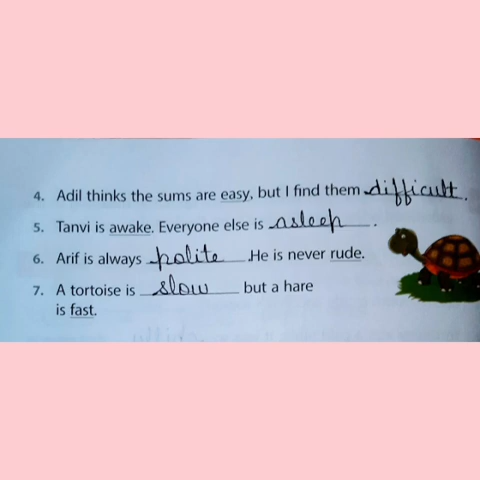 4. Adil thinks the sums are easy, but I find them difficult.
5. Tanvi is awake. Everyone else is asleep.
6. Arif is always polite. He is never rude.
7. A tortoise is slow but a hare
is fast.